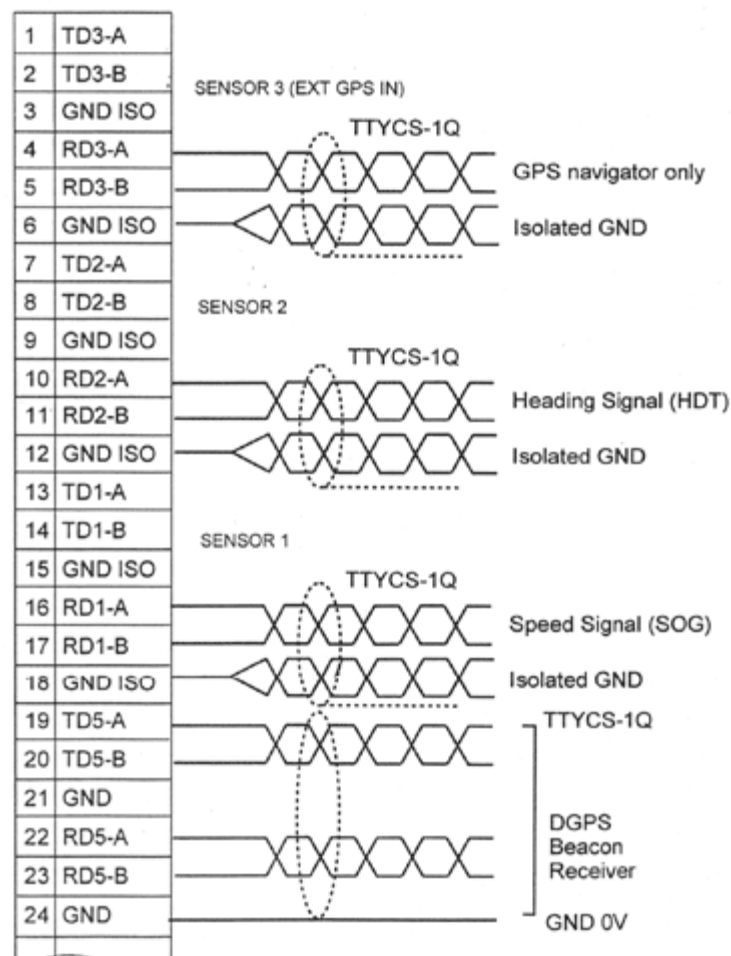 1 TD3-A
2 TD3-B
SENSOR 3 (EXT GPS IN)
3 GND ISO
TTYCS-1Q
4 RD3-A
GPS navigator only
5 RD3-B
6 GND ISO
Isolated GND
7 TD2-A
8 TD2-B
SENSOR 2
9 GND ISO
TTYCS-1Q
10 RD2-A
Heading Signal (HDT)
11 RD2-B
12 GND ISO
Isolated GND
13 TD1-A
14 TD1-B
SENSOR 1
15 GND ISO
TTYCS-1Q
16 RD1-A
Speed Signal (SOG)
17 RD1-B
18 GND ISO
Isolated GND
19 TD5-A
TTYCS-1Q
20 TD5-B
21 GND
22 RD5-A
DGPS
Beacon
Receiver
23 RD5-B
24 GND
GND 0V